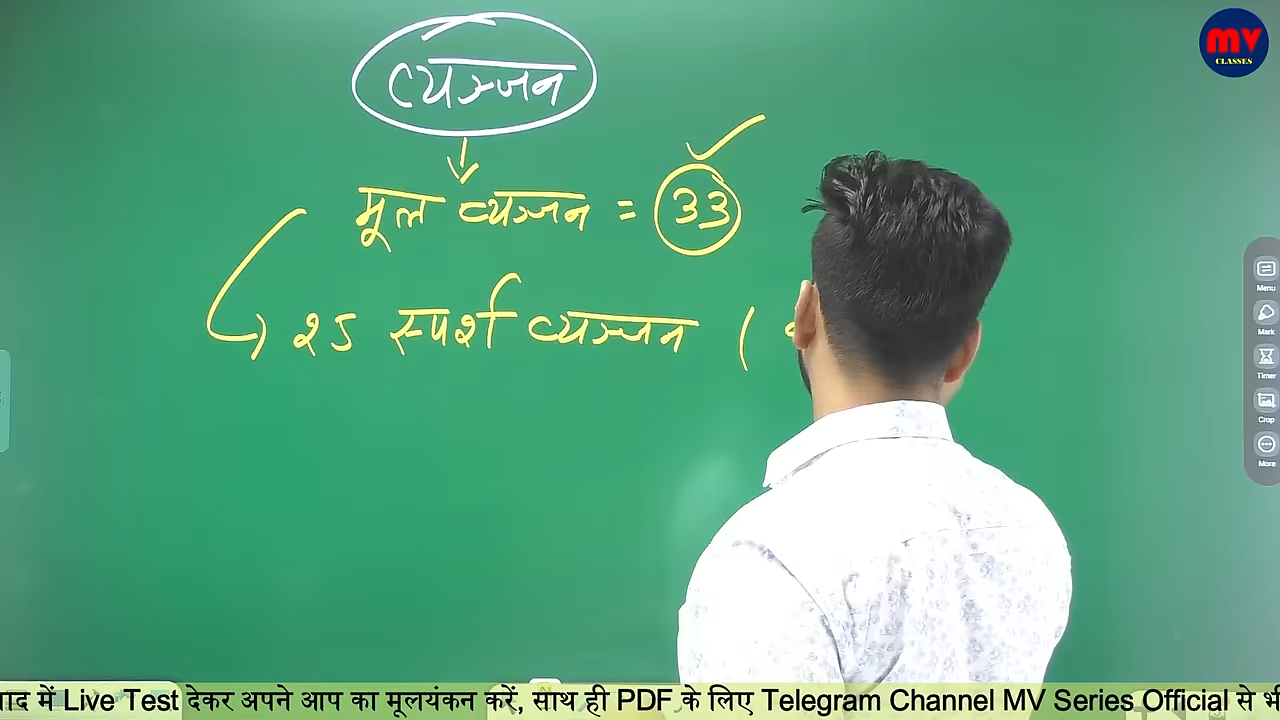 MV
CLASSES
व्यञ्जन
मूल व्यञ्जन = 33
25 स्पर्श व्यञ्जन (
Menu
Mark
Timer
Crop
More
में Live Test देकर अपने आप का मूलयंकन करें, साथ ही PDF के लिए Telegram Channel MV Series Official से